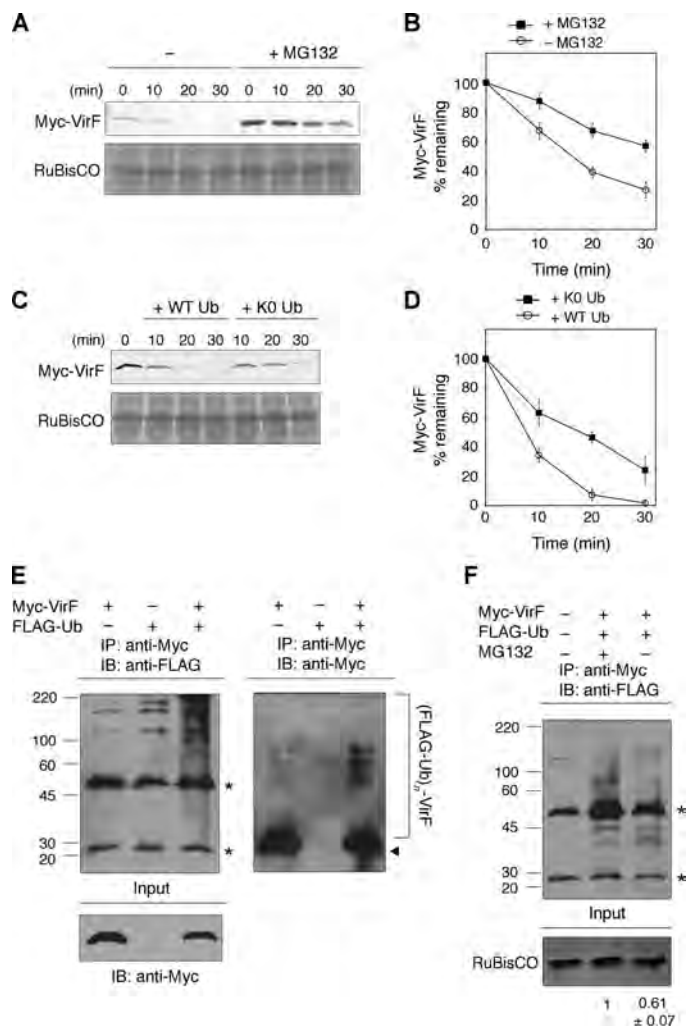 A
– + MG132
(min) 0 10 20 30 0 10 20 30
Myc-VirF
RuBisCO
B
+ MG132
– MG132
Myc-VirF
% remaining
100
80
60
40
20
0
0 10 20 30
Time (min)
C
+ WT Ub + K0 Ub
(min) 0 10 20 30 10 20 30
Myc-VirF
RuBisCO
D
+ K0 Ub
+ WT Ub
Myc-VirF
% remaining
100
80
60
40
20
0
0 10 20 30
Time (min)
E
Myc-VirF + – + + – +
FLAG-Ub – + + – + +
IP: anti-Myc
IB: anti-FLAG
IP: anti-Myc
IB: anti-Myc
220
100
60
45
30
20
*
*
(FLAG-Ub)n-VirF
Input
IB: anti-Myc
F
Myc-VirF – + +
FLAG-Ub – + +
MG132 – + –
IP: anti-Myc
IB: anti-FLAG
220
100
60
45
30
20
*
*
Input
RuBisCO
1 0.61
± 0.07